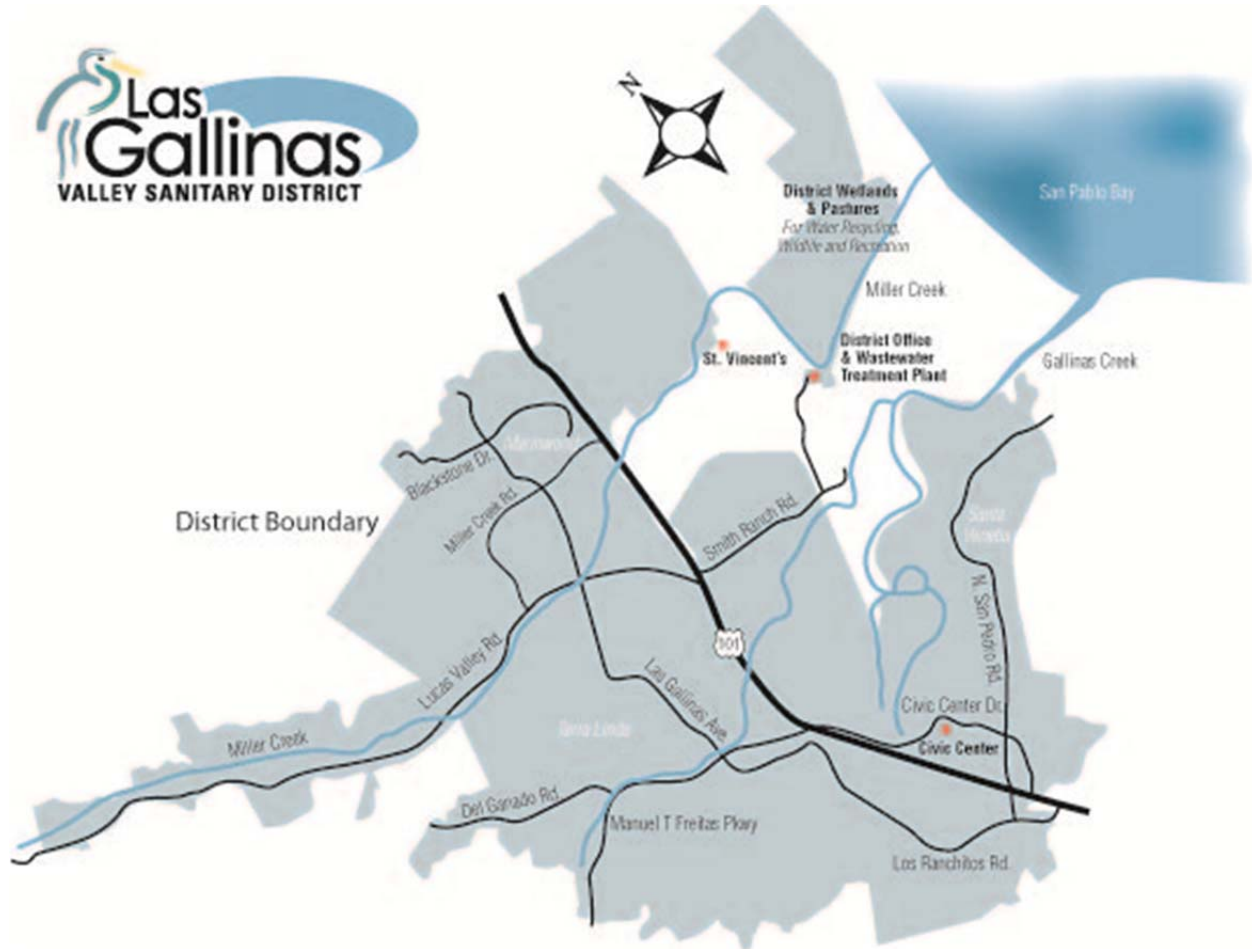 Las
Gallinas
VALLEY SANITARY DISTRICT
N
District Wetlands
& Pastures
For Water Recycling,
Wildlife and Recreation
San Pablo Bay
Miller Creek
St. Vincent's
District Office
& Wastewater
Treatment Plant
Gallinas Creek
Marinwood
Blackstone Dr.
Miller Creek Rd.
District Boundary
Smith Ranch Rd.
Santa
Venetia
N. San Pedro Rd.
101
Lucas Valley Rd.
Las Gallinas Ave.
Civic Center Dr.
Civic Center
Miller Creek
Terra Linda
Del Ganado Rd.
Manuel T Freitas Pkwy
Los Ranchitos Rd.